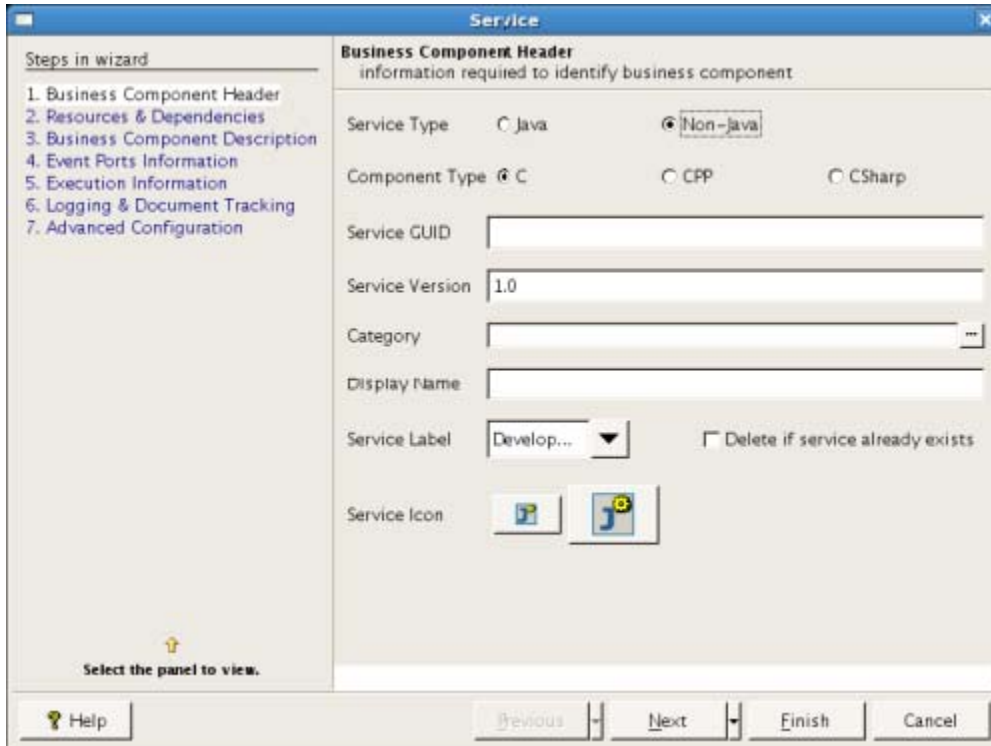 Service
Steps in wizard
1. Business Component Header
2. Resources & Dependencies
3. Business Component Description
4. Event Ports Information
5. Execution Information
6. Logging & Document Tracking
7. Advanced Configuration
Select the panel to view.
Business Component Header
information required to identify business component
Service Type Java Non-Java
Component Type C CPP CSharp
Service GUID
Service Version 1.0
Category ...
Display Name
Service Label Develop... Delete if service already exists
Service Icon
Help Previous Next Finish Cancel